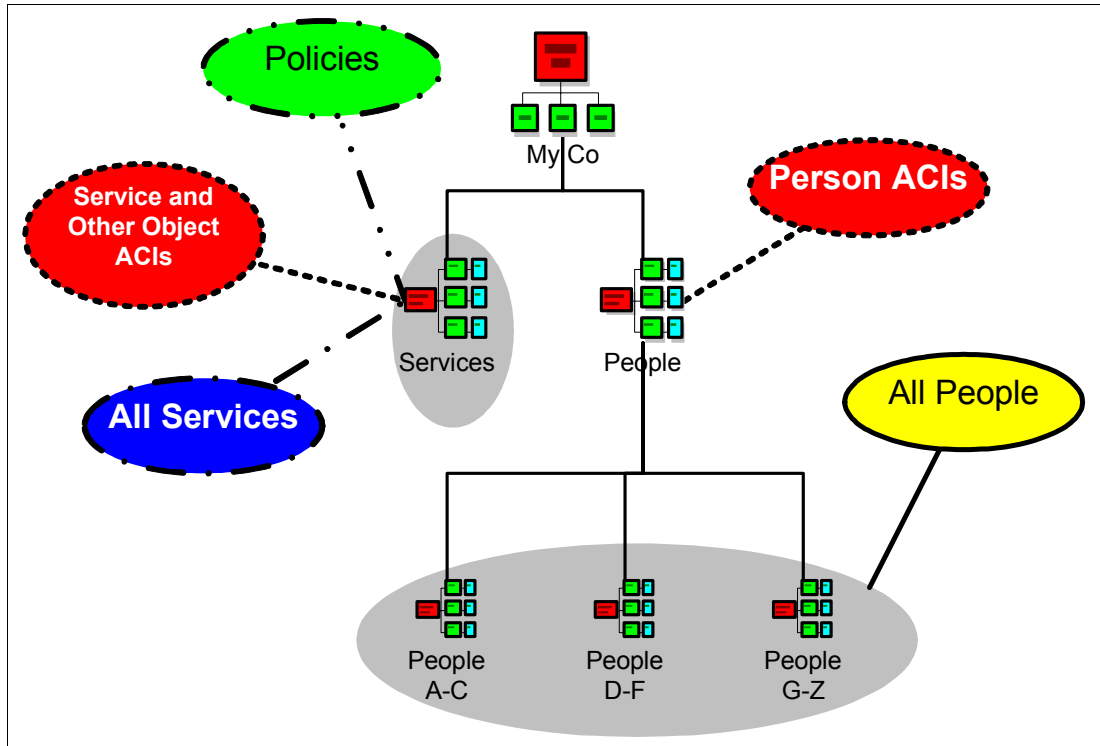 Policies
My Co
Service and
Other Object
ACIs
Person ACIs
Services
People
All Services
All People
People
A-C
People
D-F
People
G-Z